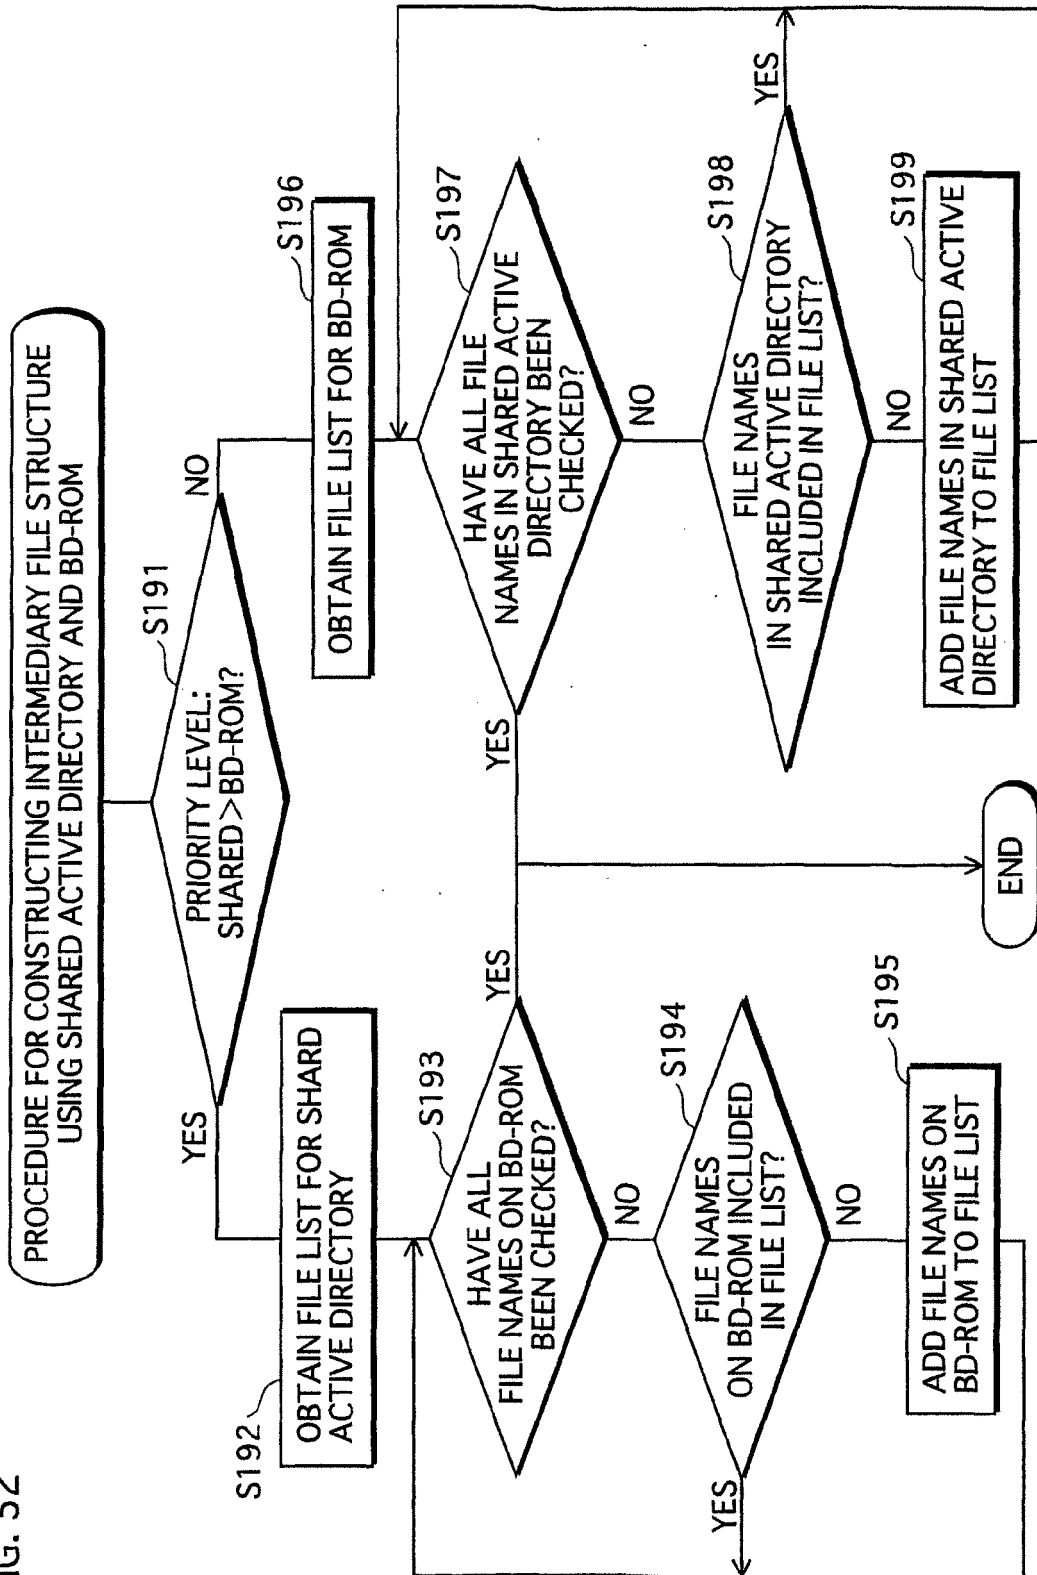 IG. 32
PROCEDURE FOR CONSTRUCTING INTERMEDIARY FILE STRUCTURE
USING SHARED ACTIVE DIRECTORY AND BD-ROM
S191
PRIORITY LEVEL:
SHARED>BD-ROM?
YES
NO
S192
OBTAIN FILE LIST FOR SHARD
ACTIVE DIRECTORY
S193
HAVE ALL
FILE NAMES ON BD-ROM
BEEN CHECKED?
YES
NO
S194
FILE NAMES
ON BD-ROM INCLUDED
IN FILE LIST?
YES
NO
S195
ADD FILE NAMES ON
BD-ROM TO FILE LIST
S196
OBTAIN FILE LIST FOR BD-ROM
S197
HAVE ALL FILE
NAMES IN SHARED ACTIVE
DIRECTORY BEEN
CHECKED?
YES
NO
S198
FILE NAMES
IN SHARED ACTIVE DIRECTORY
INCLUDED IN FILE LIST?
YES
NO
S199
ADD FILE NAMES IN SHARED ACTIVE
DIRECTORY TO FILE LIST
END